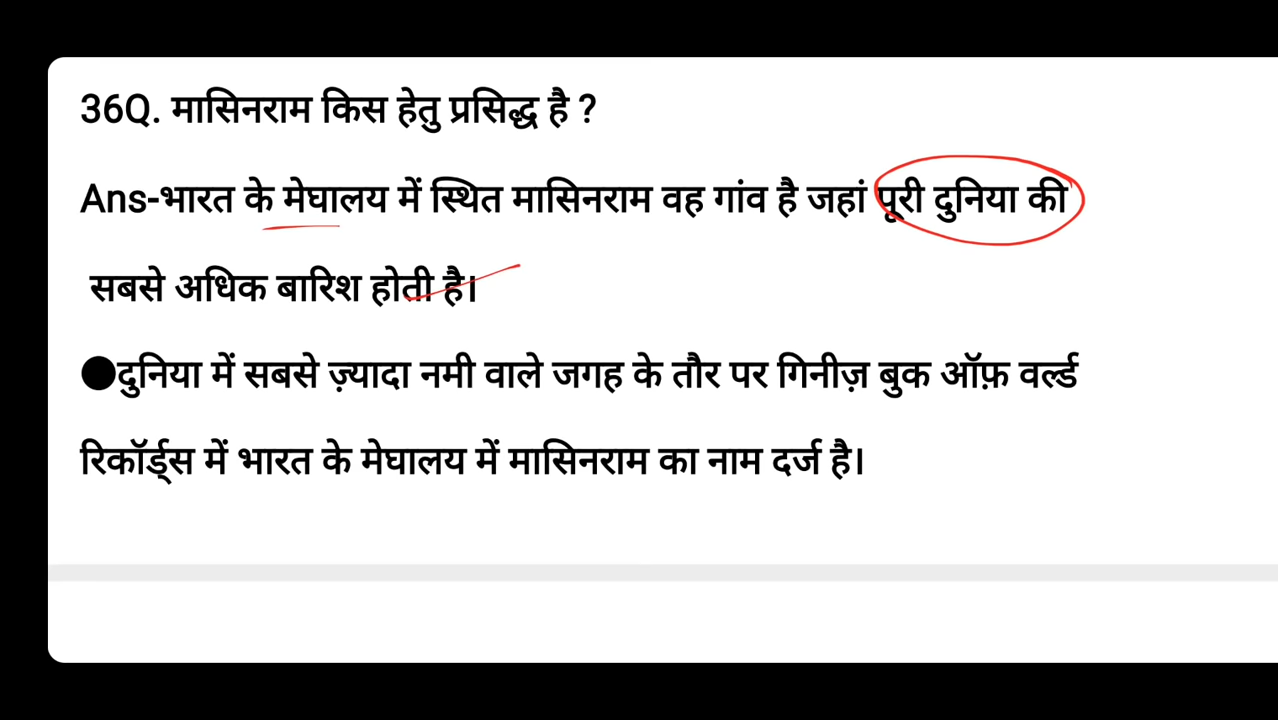 36Q. मासिनराम किस हेतु प्रसिद्ध है ?
Ans-भारत के मेघालय में स्थित मासिनराम वह गांव है जहां पूरी दुनिया की
सबसे अधिक बारिश होती है।
●दुनिया में सबसे ज़्यादा नमी वाले जगह के तौर पर गिनीज़ बुक ऑफ़ वर्ल्ड
रिकॉर्ड्स में भारत के मेघालय में मासिनराम का नाम दर्ज है।